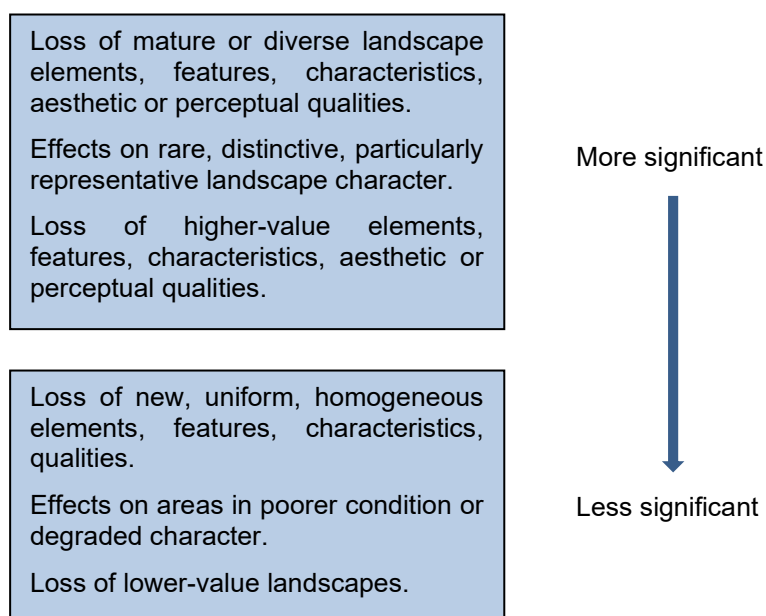 Loss of mature or diverse landscape
elements, features, characteristics,
aesthetic or perceptual qualities.
Effects on rare, distinctive, particularly
representative landscape character.
Loss of higher-value elements,
features, characteristics, aesthetic or
perceptual qualities.
More significant
Loss of new, uniform, homogeneous
elements, features, characteristics,
qualities.
Effects on areas in poorer condition or
degraded character.
Loss of lower-value landscapes.
Less significant